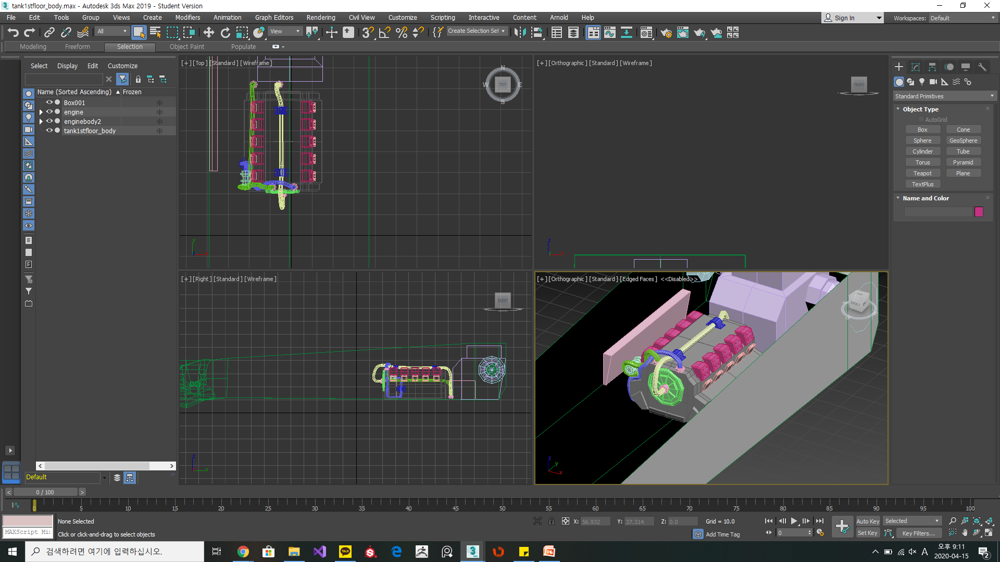 tank1stfloor_body.max - Autodesk 3ds Max 2019 - Student Version
File Edit Tools Group Views Create Modifiers Animation Graph Editors Rendering Civil View Customize Scripting Interactive Content Arnold Help
Sign In Workspaces: Default
All View Create Selection Set
Modeling Freeform Selection Object Paint Populate
Select Display Edit Customize
Name (Sorted Ascending) Frozen
Box001
engine
enginebody2
tank1stfloor_body
Default
[+] [Top] [Standard] [Wireframe]
N
W TOP E
S
[+] [Orthographic] [Standard] [Wireframe]
FRONT
[+] [Right] [Standard] [Wireframe]
RIGHT
[+] [Orthographic] [Standard] [Edged Faces] <<Disabled>>
FRONT
Standard Primitives
Object Type
AutoGrid
Box Cone
Sphere GeoSphere
Cylinder Tube
Torus Pyramid
Teapot Plane
TextPlus
Name and Color
0 / 100
0 5 10 15 20 25 30 35 40 45 50 55 60 65 70 75 80 85 90 95 100
None Selected
X: 56.932 Y: 37.314 Z: 0.0 Grid = 10.0
Auto Key Selected
MAXScript Mi
Click or click-and-drag to select objects
Add Time Tag
0
Set Key Key Filters...
검색하려면 여기에 입력하십시오.
TALK
A
오후 9:11
2020-04-15
2